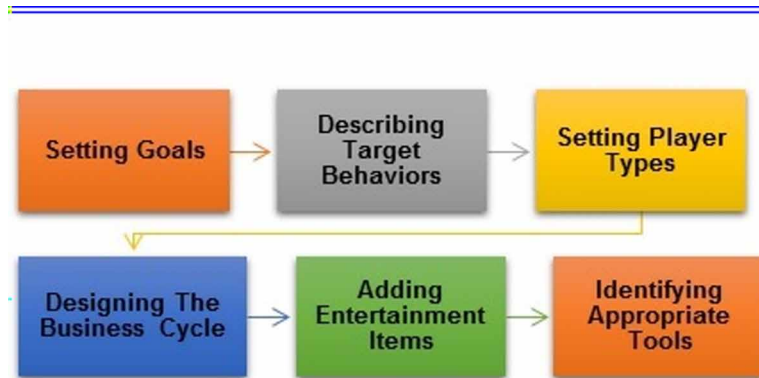 Setting Goals
Describing
Target
Behaviors
Setting Player
Types
Designing The
Business Cycle
Adding
Entertainment
Items
Identifying
Appropriate
Tools